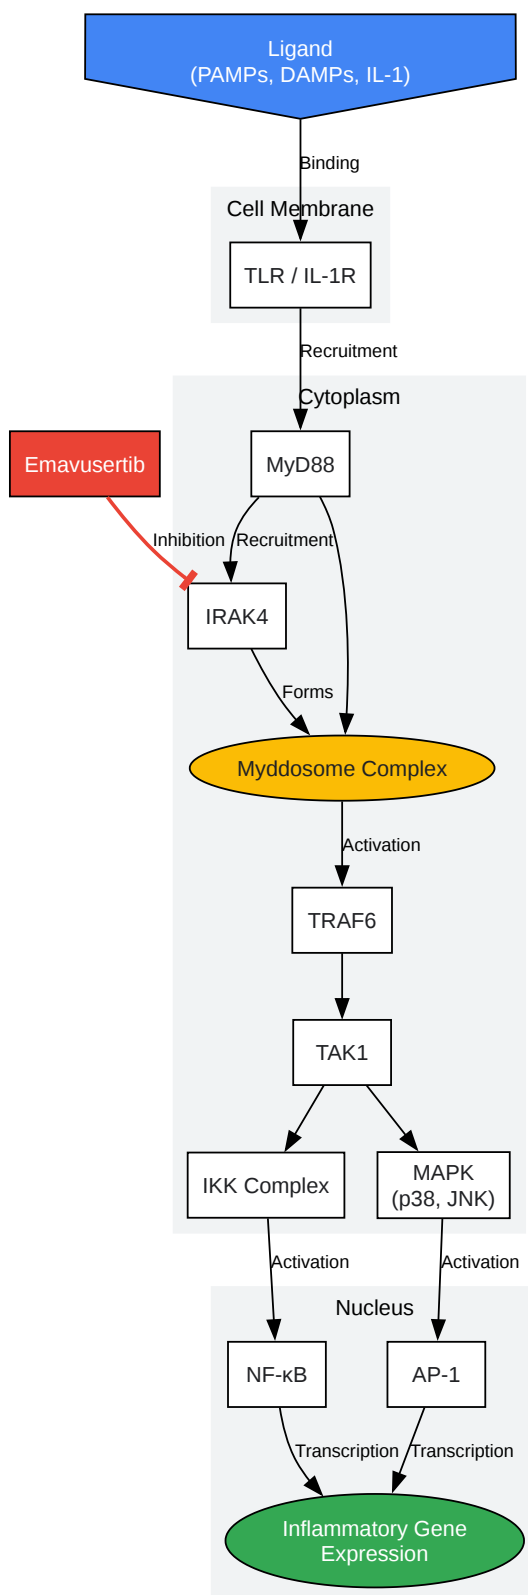 Ligand
(PAMPs, DAMPs, IL-1)
Binding
Cell Membrane
TLR / IL-1R
Recruitment
Cytoplasm
Emavusertib
MyD88
Inhibition
Recruitment
IRAK4
Forms
Myddosome Complex
Activation
TRAF6
TAK1
IKK Complex
MAPK
(p38, JNK)
Activation
Activation
Nucleus
NF-κB
AP-1
Transcription
Transcription
Inflammatory Gene
Expression